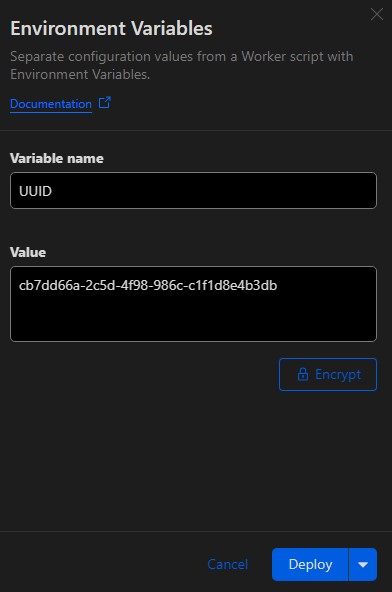 Environment Variables
Separate configuration values from a Worker script with
Environment Variables.
Documentation
Variable name
UUID
Value
cb7dd66a-2c5d-4f98-986c-c1f1d8e4b3db
Encrypt
Cancel
Deploy